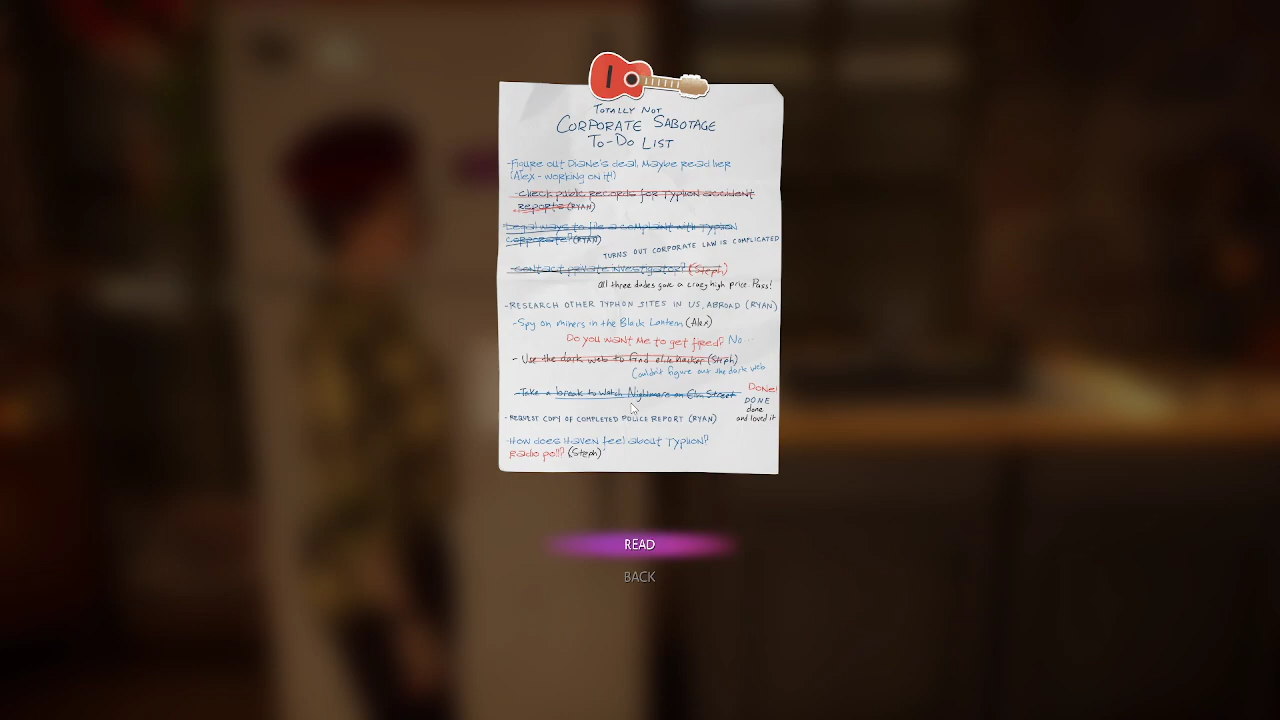 TOTALLY NOT
CORPORATE SABOTAGE
TO-DO LIST
-Figure out Diane's deal. Maybe read her
(Alex - working on it!)
-Check public records for Typhon accident
reports (RYAN)
Legal ways to file a complaint with Typhon
corporate? (RYAN)
TURNS OUT CORPORATE LAW IS COMPLICATED
-Contact private investigator? (Steph)
all three dudes gave a crazy high price. Pass!
-RESEARCH OTHER TYPHON SITES IN US, ABROAD (RYAN)
-Spy on miners in the Black Lantern (Alex)
Do you want me to get fired? No...
- Use the dark web to find elite hacker (Steph)
Couldn't figure out the dark web
-Take a break to watch Nightmare on Elm Street
DONE!
DONE
done
and loved it
-REQUEST COPY OF COMPLETED POLICE REPORT (RYAN)
-How does Haven feel about Typhon?
Radio poll? (Steph)
READ
BACK